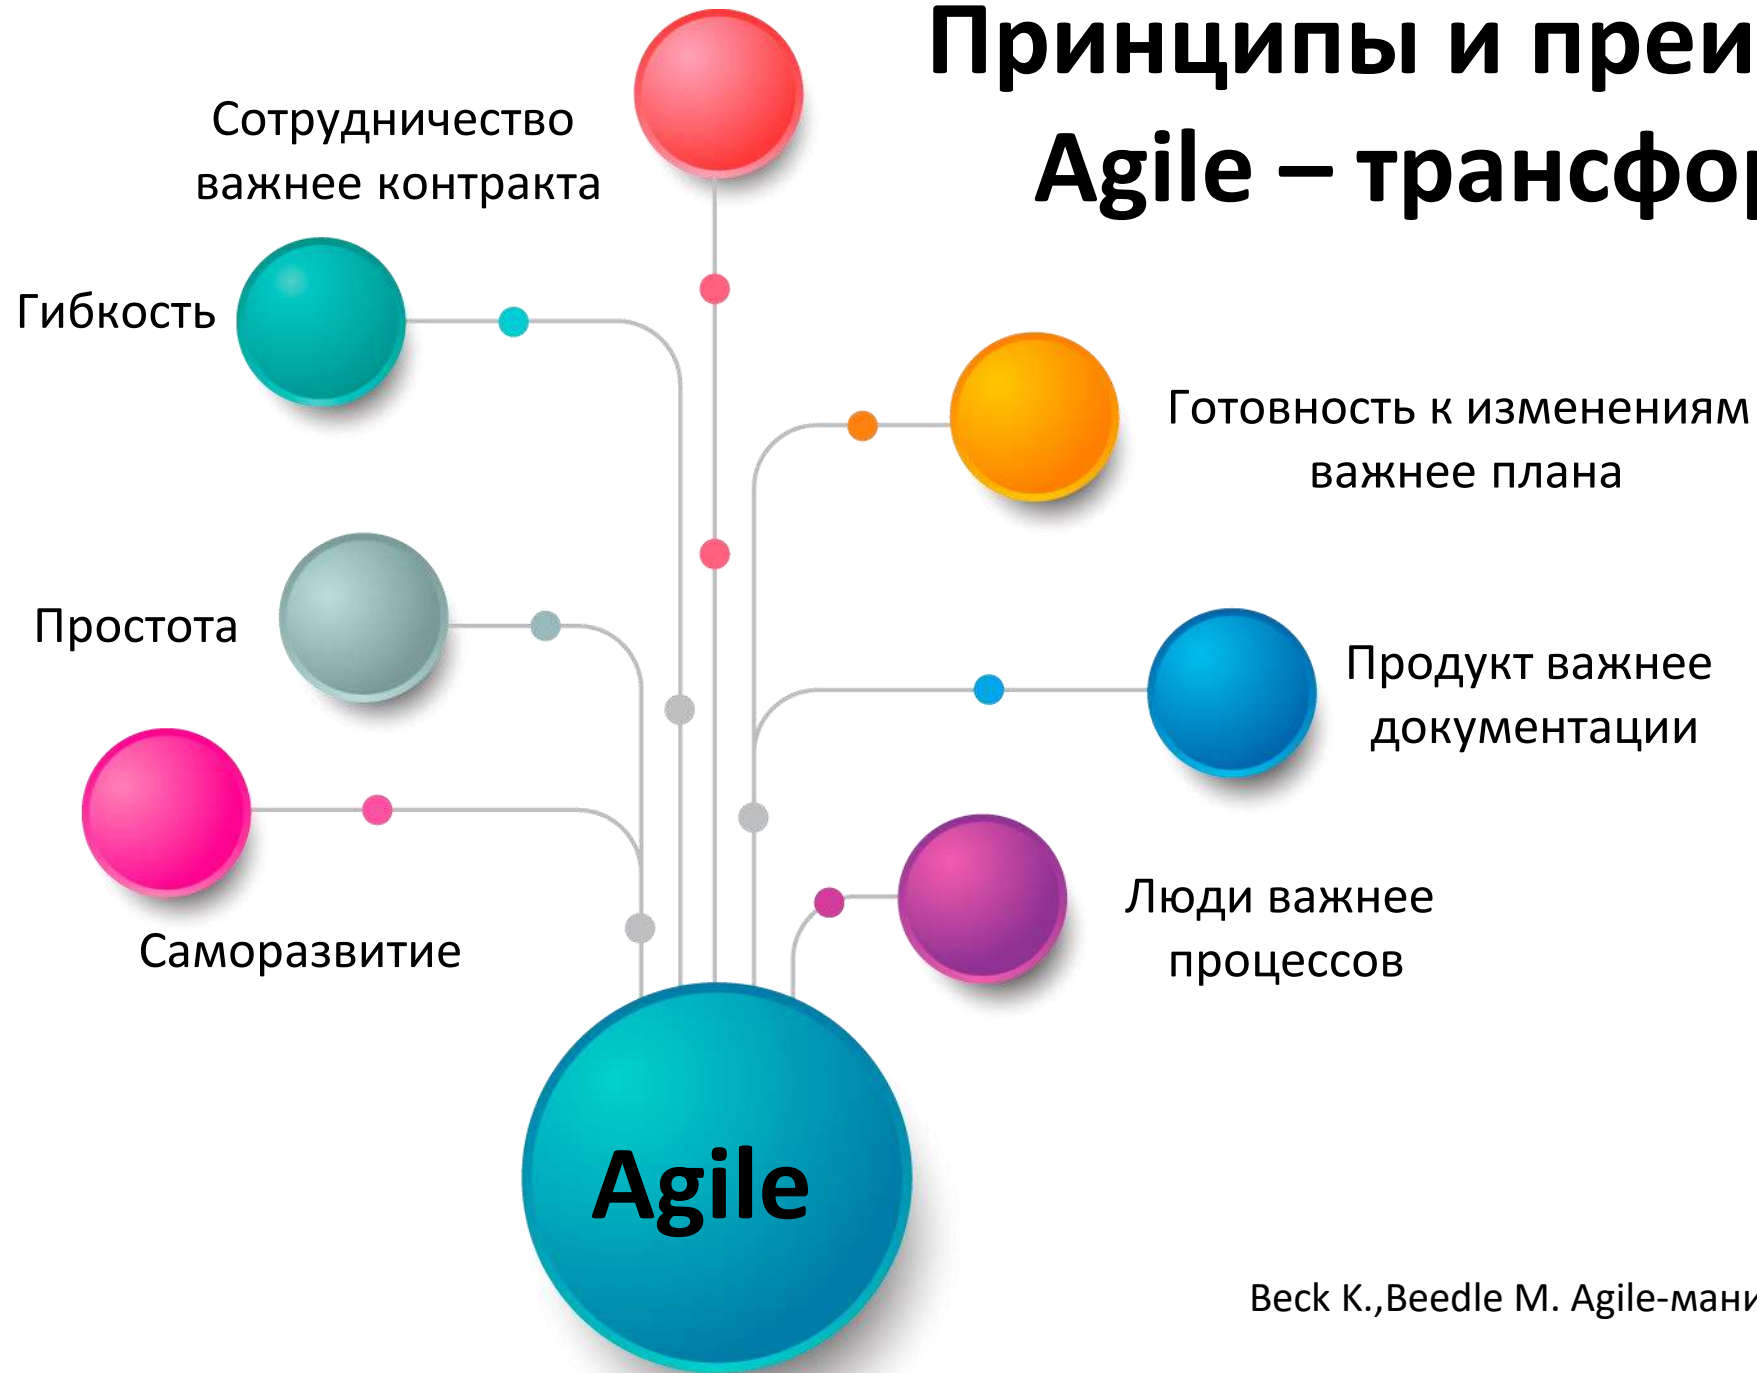 Принципы и преи
Agile – трансфор
Сотрудничество
важнее контракта
Гибкость
Готовность к изменениям
важнее плана
Простота
Продукт важнее
документации
Саморазвитие
Люди важнее
процессов
Agile
Beck K.,Beedle M. Agile-мани